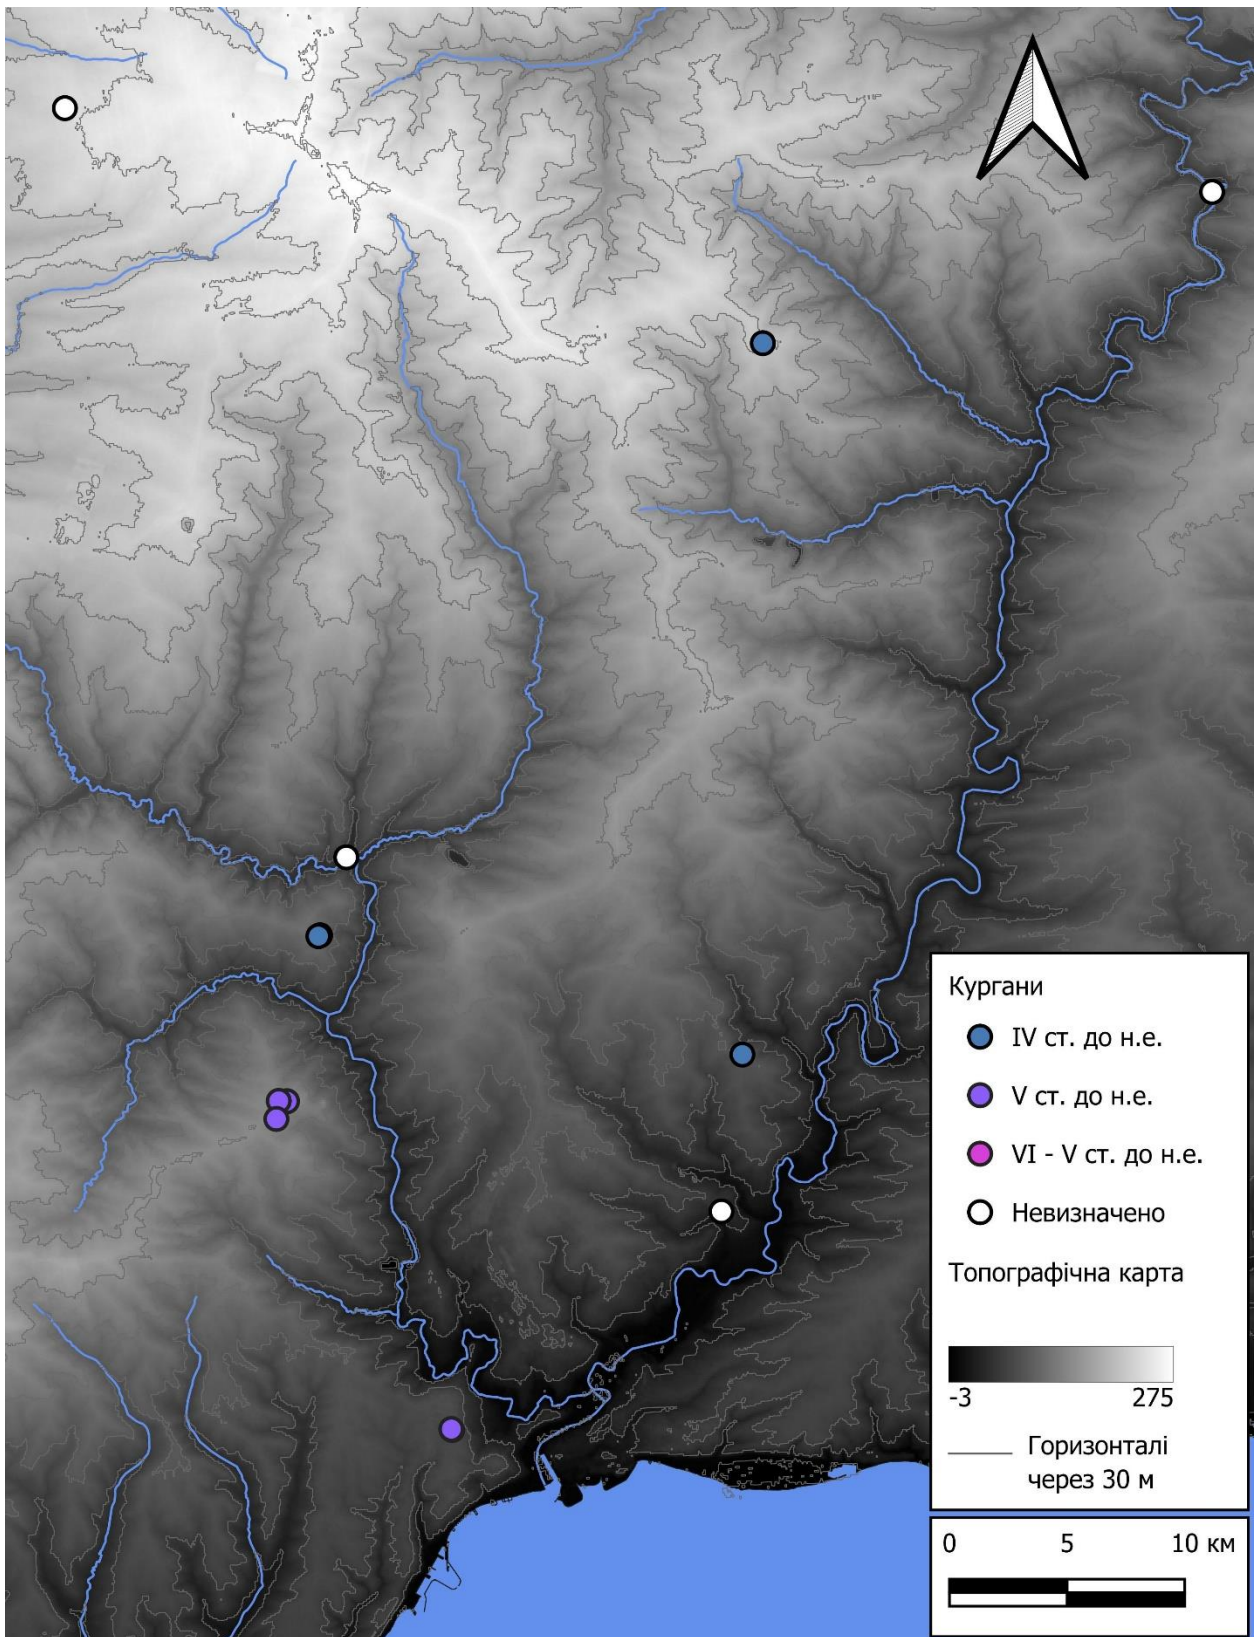 Кургани
IV ст. до н.е.
V ст. до н.е.
VI - V ст. до н.е.
Невизначено
Топографічна карта
-3 275
Горизонталі
через 30 м
0 5 10 км